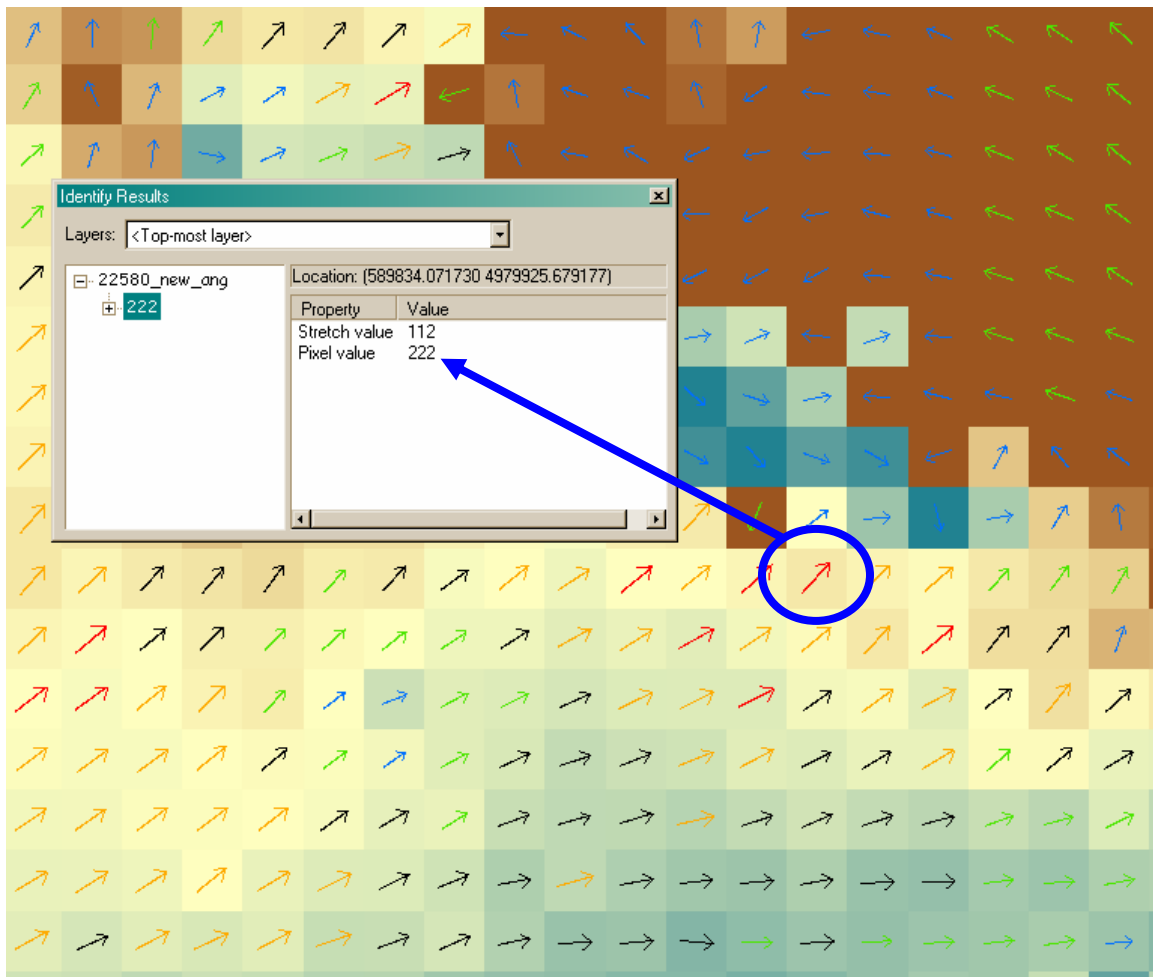 Identify Results
Layers: <Top-most layer>
22580_new_ang
222
Location: (589834.071730 4979925.679177)
Property Value
Stretch value 112
Pixel value 222